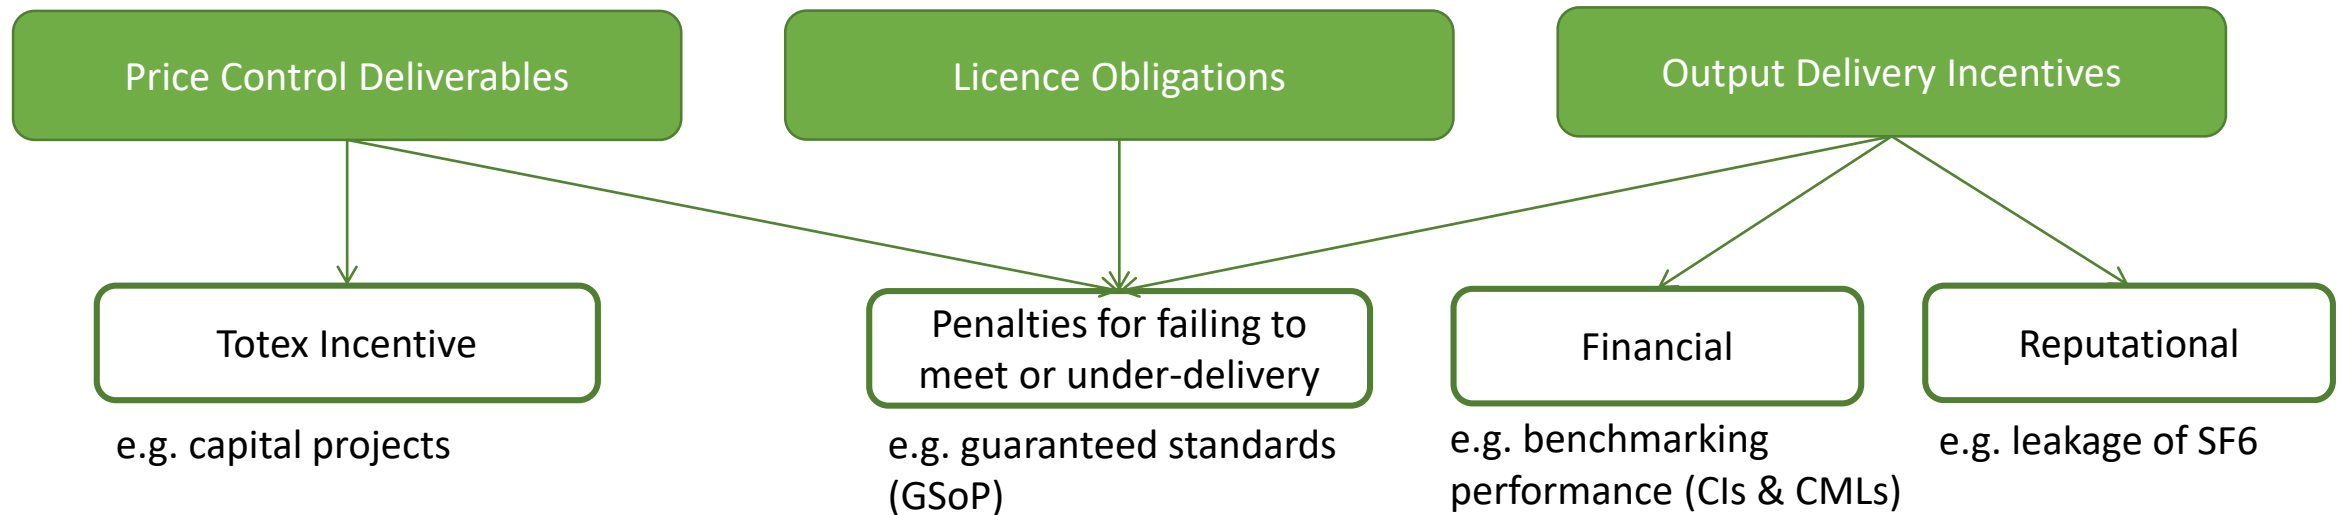 Price Control Deliverables
Licence Obligations
Output Delivery Incentives
Totex Incentive
Penalties for failing to
meet or under-delivery
Financial
Reputational
e.g. capital projects
e.g. guaranteed standards
(GSoP)
e.g. benchmarking
performance (CIs & CMLs)
e.g. leakage of SF6